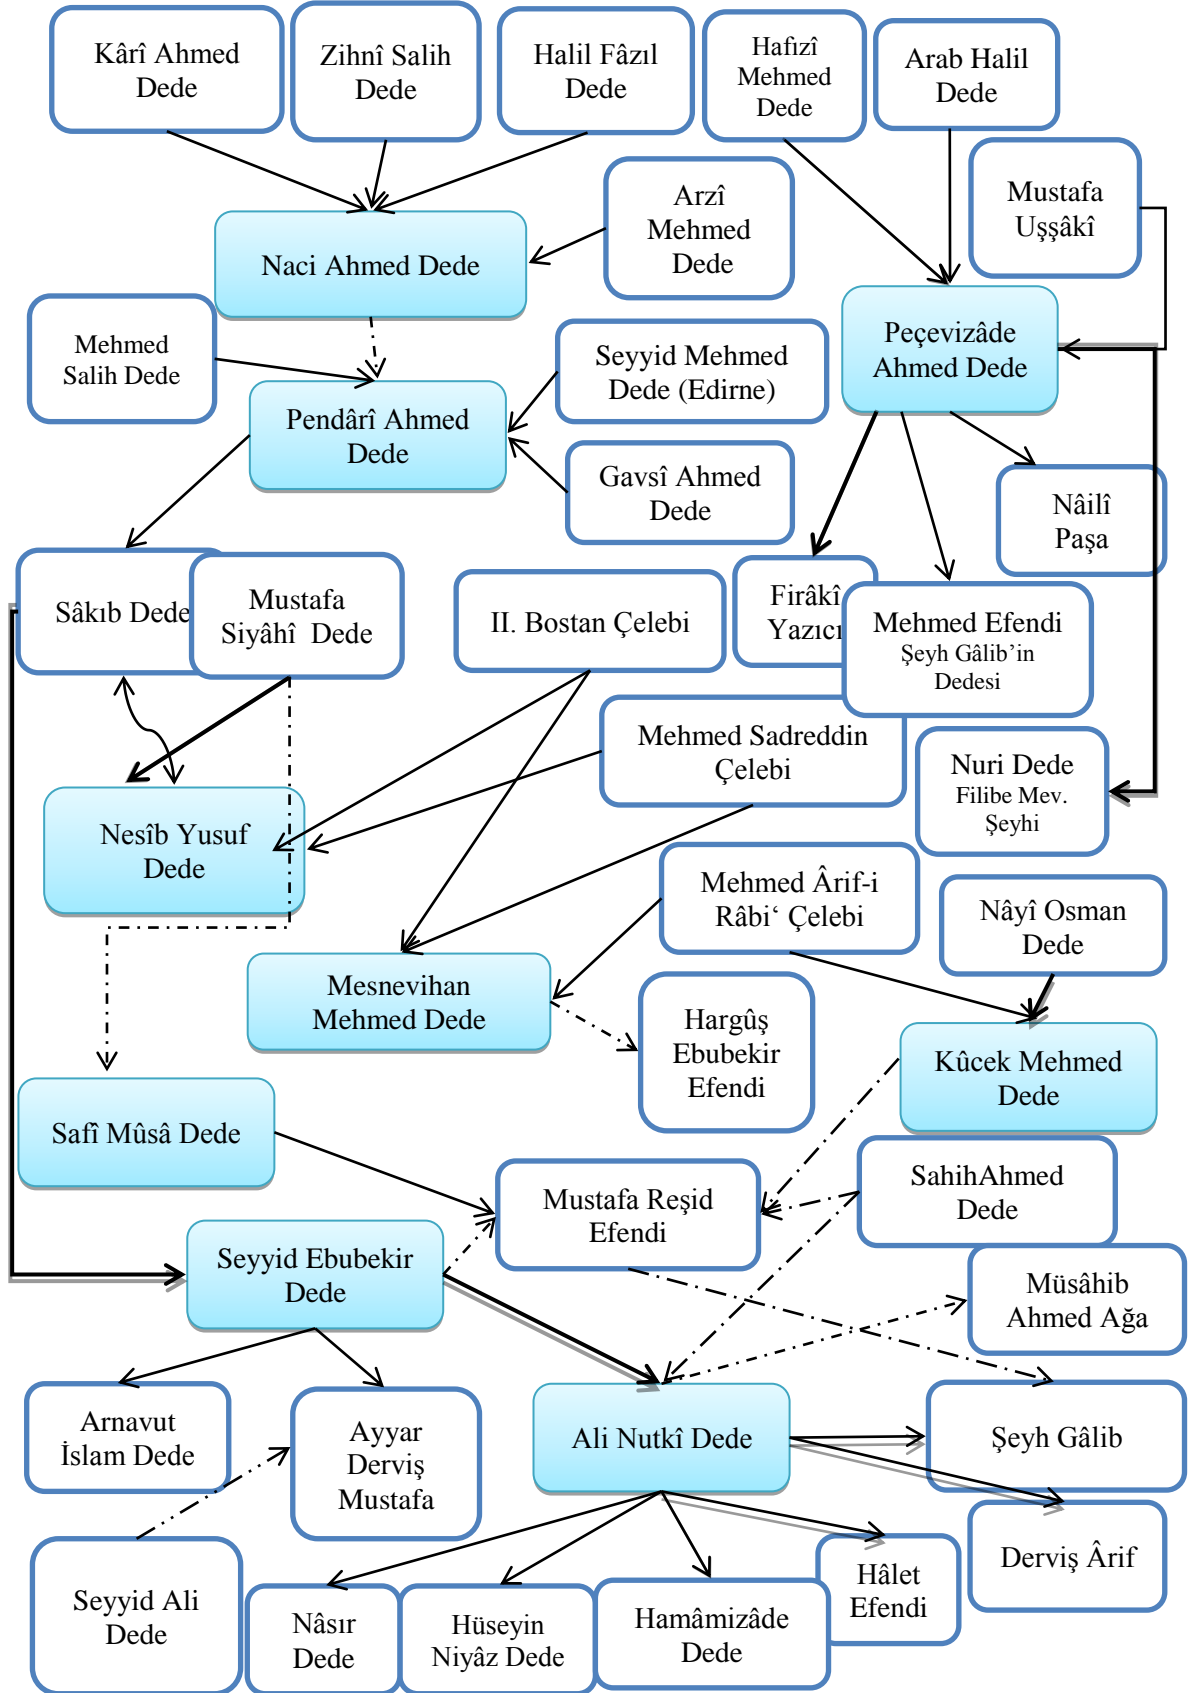 Kârî Ahmed
Dede
Zihnî Salih
Dede
Halil Fâzıl
Dede
Hafızî
Mehmed
Dede
Arab Halil
Dede
Mustafa
Uşşâkî
Arzî
Mehmed
Dede
Naci Ahmed Dede
Mehmed
Salih Dede
Seyyid Mehmed
Dede (Edirne)
Peçevizâde
Ahmed Dede
Pendârî Ahmed
Dede
Gavsî Ahmed
Dede
Nâilî
Paşa
Sâkıb Dede
Mustafa
Siyâhî  Dede
II. Bostan Çelebi
Firâkî
Yazıcı
Mehmed Efendi
Şeyh Gâlib’in
Dedesi
Mehmed Sadreddin
Çelebi
Nuri Dede
Filibe Mev.
Şeyhi
Nesîb Yusuf
Dede
Mehmed Ârif-i
Râbi‘ Çelebi
Nâyî Osman
Dede
Mesnevihan
Mehmed Dede
Hargûş
Ebubekir
Efendi
Kûcek Mehmed
Dede
Safî Mûsâ Dede
Mustafa Reşid
Efendi
SahihAhmed
Dede
Seyyid Ebubekir
Dede
Müsâhib
Ahmed Ağa
Arnavut
İslam Dede
Ayyar
Derviş
Mustafa
Ali Nutkî Dede
Şeyh Gâlib
Seyyid Ali
Dede
Nâsır
Dede
Hüseyin
Niyâz Dede
Hamâmizâde
Dede
Hâlet
Efendi
Derviş Ârif